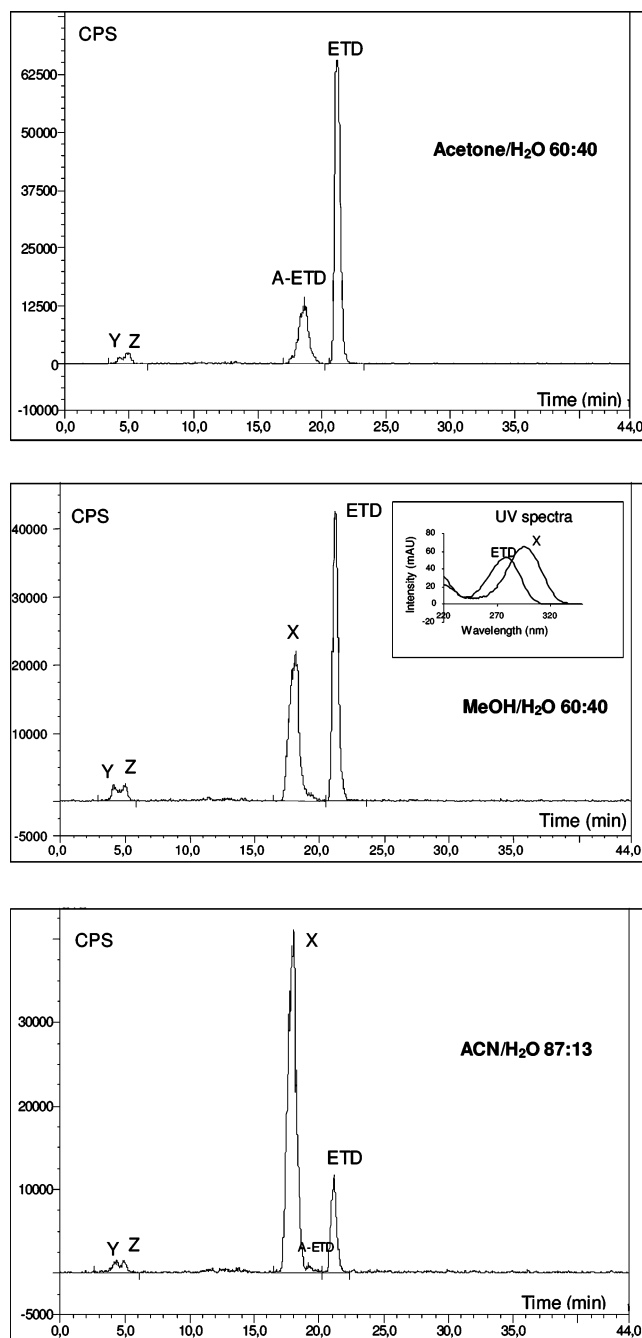 CPS
ETD
62500
50000
Acetone/H₂O 60:40
37500
25000
A-ETD
12500
Y Z
0
Time (min)
-10000
0,0 5,0 10,0 15,0 20,0 25,0 30,0 35,0 44,0
CPS
ETD
40000
UV spectra
Intensity (mAU)
80
60
40
20
0
-20
ETD
X
220 270 320
Wavelength (nm)
30000
X
20000
MeOH/H₂O 60:40
10000
Y Z
0
Time (min)
-5000
0,0 5,0 10,0 15,0 20,0 25,0 30,0 35,0 44,0
CPS
X
30000
ACN/H₂O 87:13
20000
ETD
10000
A-ETD
Y Z
0
Time (min)
-5000
0,0 5,0 10,0 15,0 20,0 25,0 30,0 35,0 44,0